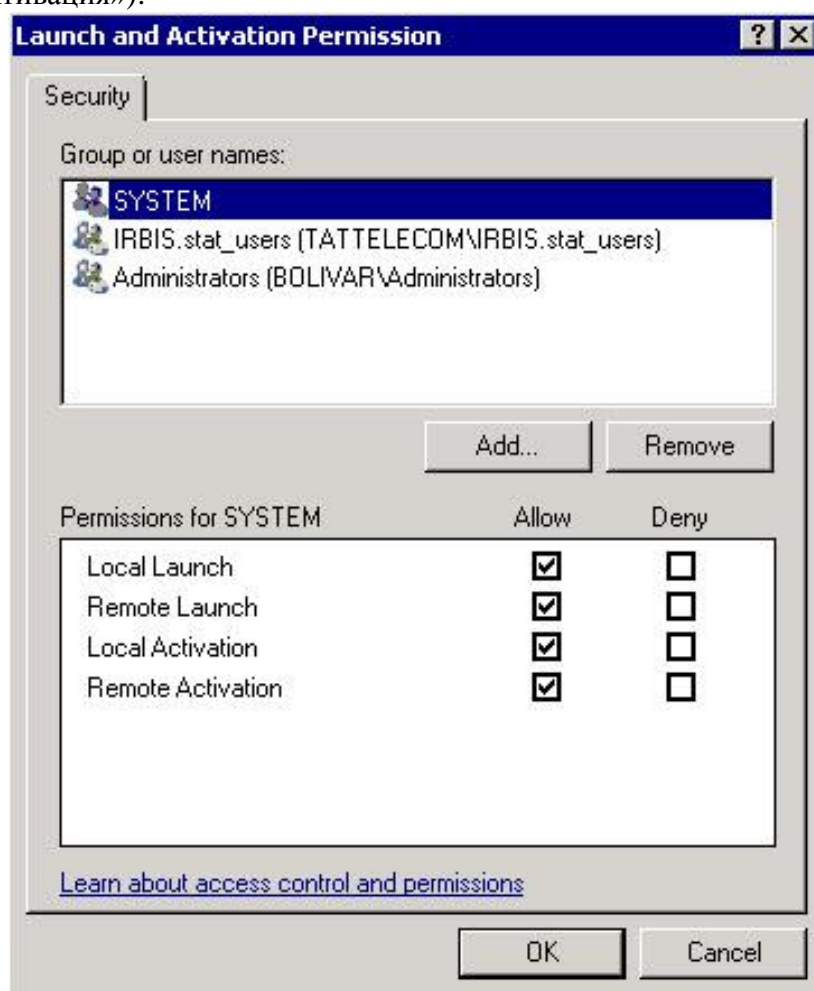 тивация»).
Launch and Activation Permission
Security
Group or user names:
SYSTEM
IRBIS.stat_users (TATTELECOM\IRBIS.stat_users)
Administrators (BOLIVAR\Administrators)
Add... Remove
Permissions for SYSTEM Allow Deny
Local Launch
Remote Launch
Local Activation
Remote Activation
Learn about access control and permissions
OK Cancel